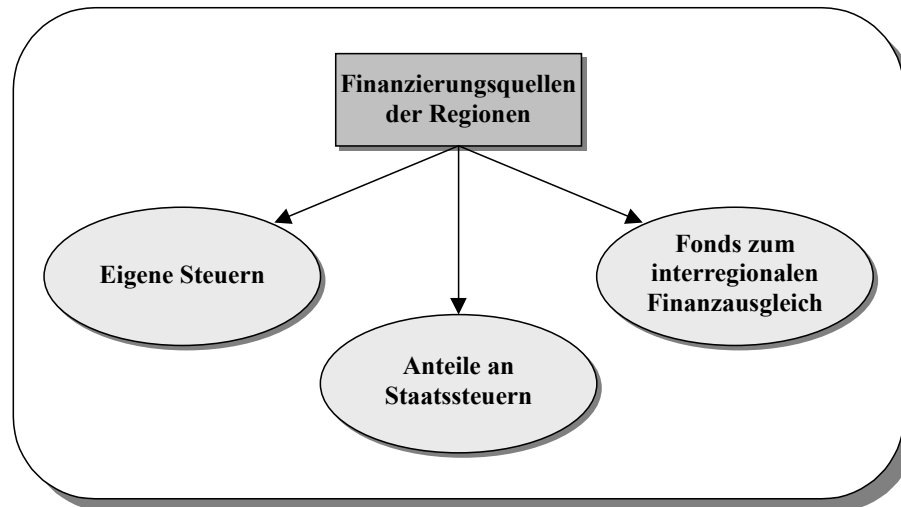 Finanzierungsquellen
der Regionen
Eigene Steuern
Anteile an
Staatssteuern
Fonds zum
interregionalen
Finanzausgleich